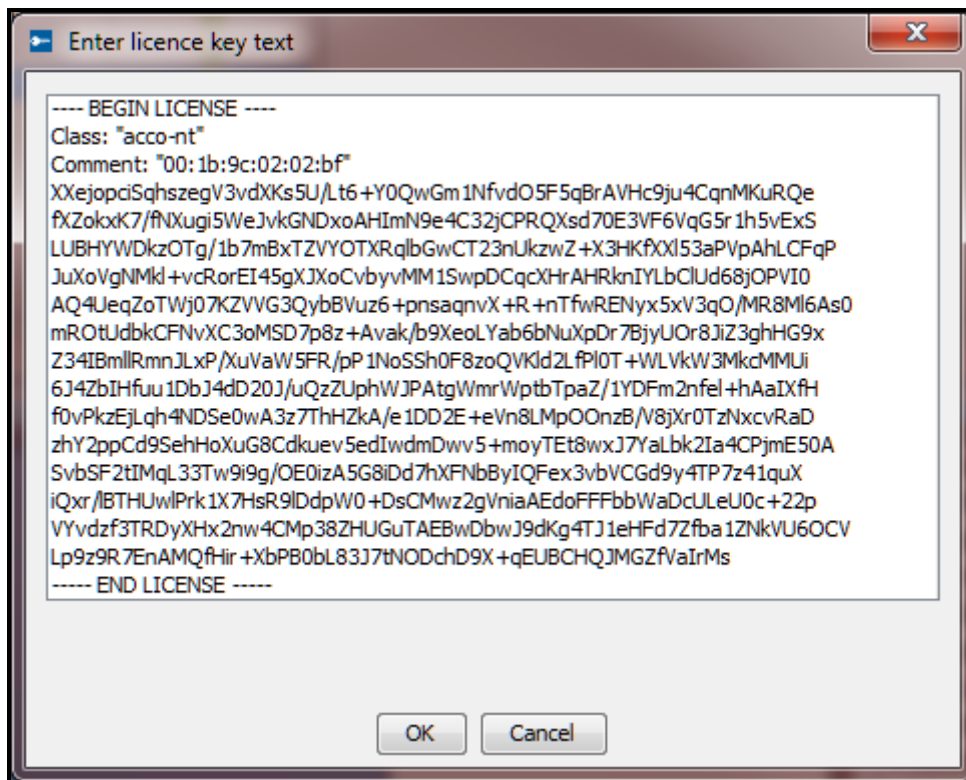 Enter licence key text
---- BEGIN LICENSE ----
Class: "acco-nt"
Comment: "00:1b:9c:02:02:bf"
XXejopciSqhszegV3vdXKs5U/Lt6+Y0QwGm1NfvdO5F5qBrAVHc9ju4CqnMKuRQe
fXZokxK7/fNXugi5WeJvkGNDxoAHImN9e4C32jCPRQXsd70E3VF6VqG5r1h5vExS
LUBHYWDkzOTg/1b7mBxTZVYOTXRqlbGwCT23nUkzwZ+X3HKfXXl53aPVpAhLCFqP
JuXoVgNMkl+vcRorEI45gXJXoCvbyvMM1SwpDCqcXHrAHRknIYLbClUd68jOPVI0
AQ4UeqZoTWj07KZVVG3QybBVuz6+pnsaqnvX+R+nTfwRENyx5xV3qO/MR8Ml6As0
mROtUdbkCFNvXC3oMSD7p8z+Avak/b9XeoLYab6bNuXpDr7BjyUOr8JiZ3ghHG9x
Z34IBmllRmnJLxP/XuVaW5FR/pP1NoSSh0F8zoQVKld2LfPl0T+WLVkW3MkcMMUi
6J4ZbIHfuu1DbJ4dD20J/uQzZUphWJPAtgWmrWptbTpaZ/1YDFm2nfel+hAaIXfH
f0vPkzEjLqh4NDSe0wA3z7ThHZkA/e1DD2E+eVn8LMpOOnzB/V8jXr0TzNxcvRaD
zhY2ppCd9SehHoXuG8Cdkuev5edIwdmDwv5+moyTEt8wxJ7YaLbk2Ia4CPjmE50A
SvbSF2tIMqL33Tw9i9g/OE0izA5G8iDd7hXFNbByIQFex3vbVCGd9y4TP7z41quX
iQxr/lBTHUwlPrk1X7HsR9lDdpW0+DsCMwz2gVniaAEdoFFFbbWaDcULeU0c+22p
VYvdzf3TRDyXHx2nw4CMp38ZHUGuTAEBwDbwJ9dKg4TJ1eHFd7Zfba1ZNkVU6OCV
Lp9z9R7EnAMQfHir+XbPB0bL83J7tNODchD9X+qEUBCHQJMGZfVaIrMs
----- END LICENSE -----
OK
Cancel